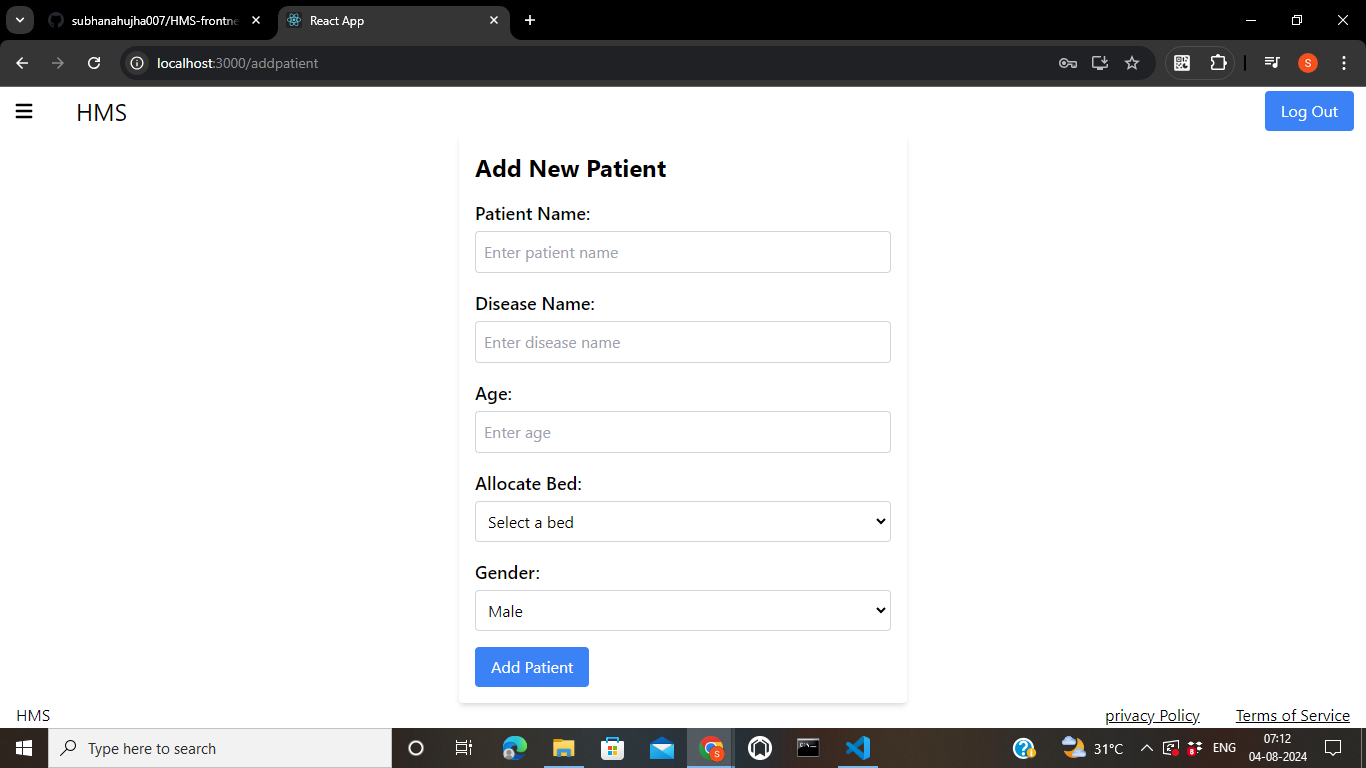 subhanahujha007/HMS-frontne
React App
localhost:3000/addpatient
S
HMS
Log Out
Add New Patient
Patient Name:
Enter patient name
Disease Name:
Enter disease name
Age:
Enter age
Allocate Bed:
Select a bed
Gender:
Male
Add Patient
HMS
privacy Policy
Terms of Service
Type here to search
S
31°C
8
ENG
07:12
04-08-2024